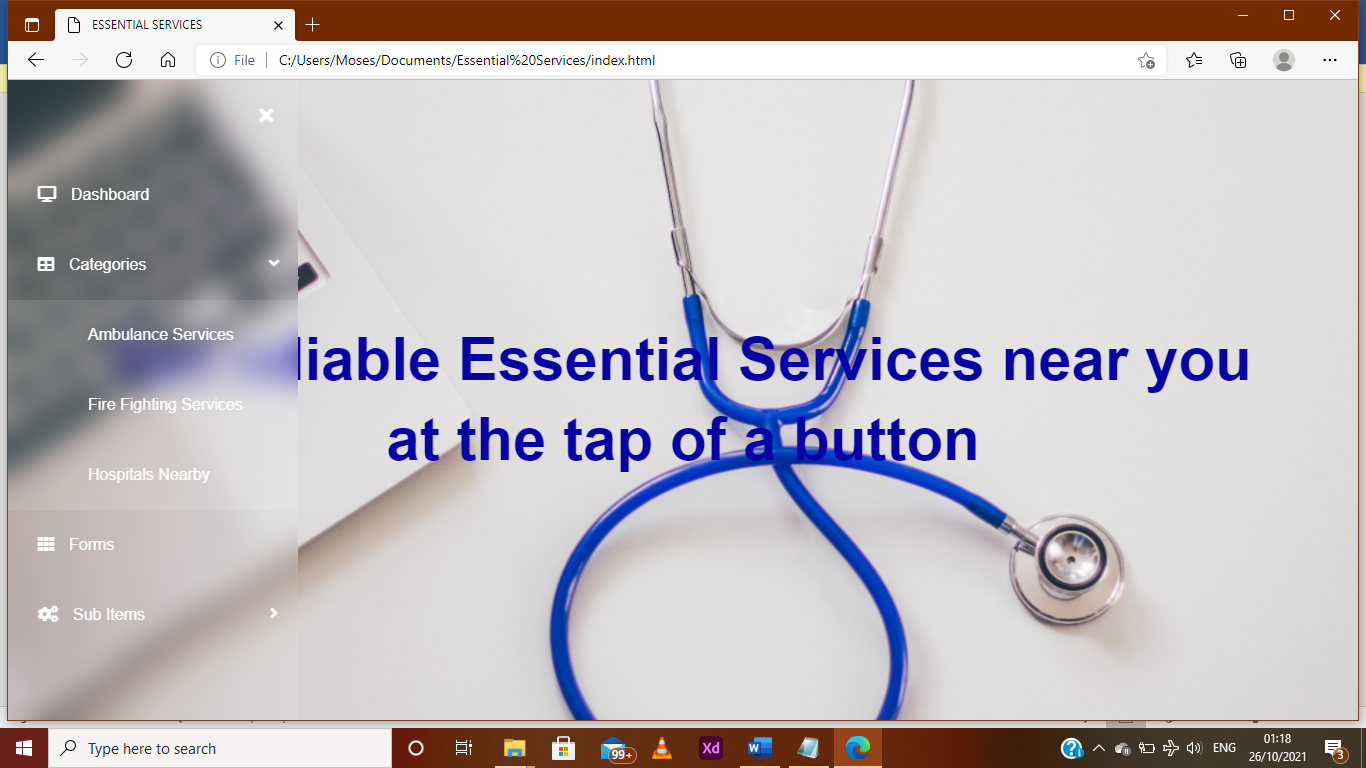 ESSENTIAL SERVICES
File
C:/Users/Moses/Documents/Essential%20Services/index.html
Dashboard
Categories
Ambulance Services
Fire Fighting Services
Hospitals Nearby
Forms
Sub Items
liable Essential Services near you
at the tap of a button
Type here to search
99+
Xd
W
ENG
01:18
26/10/2021
3